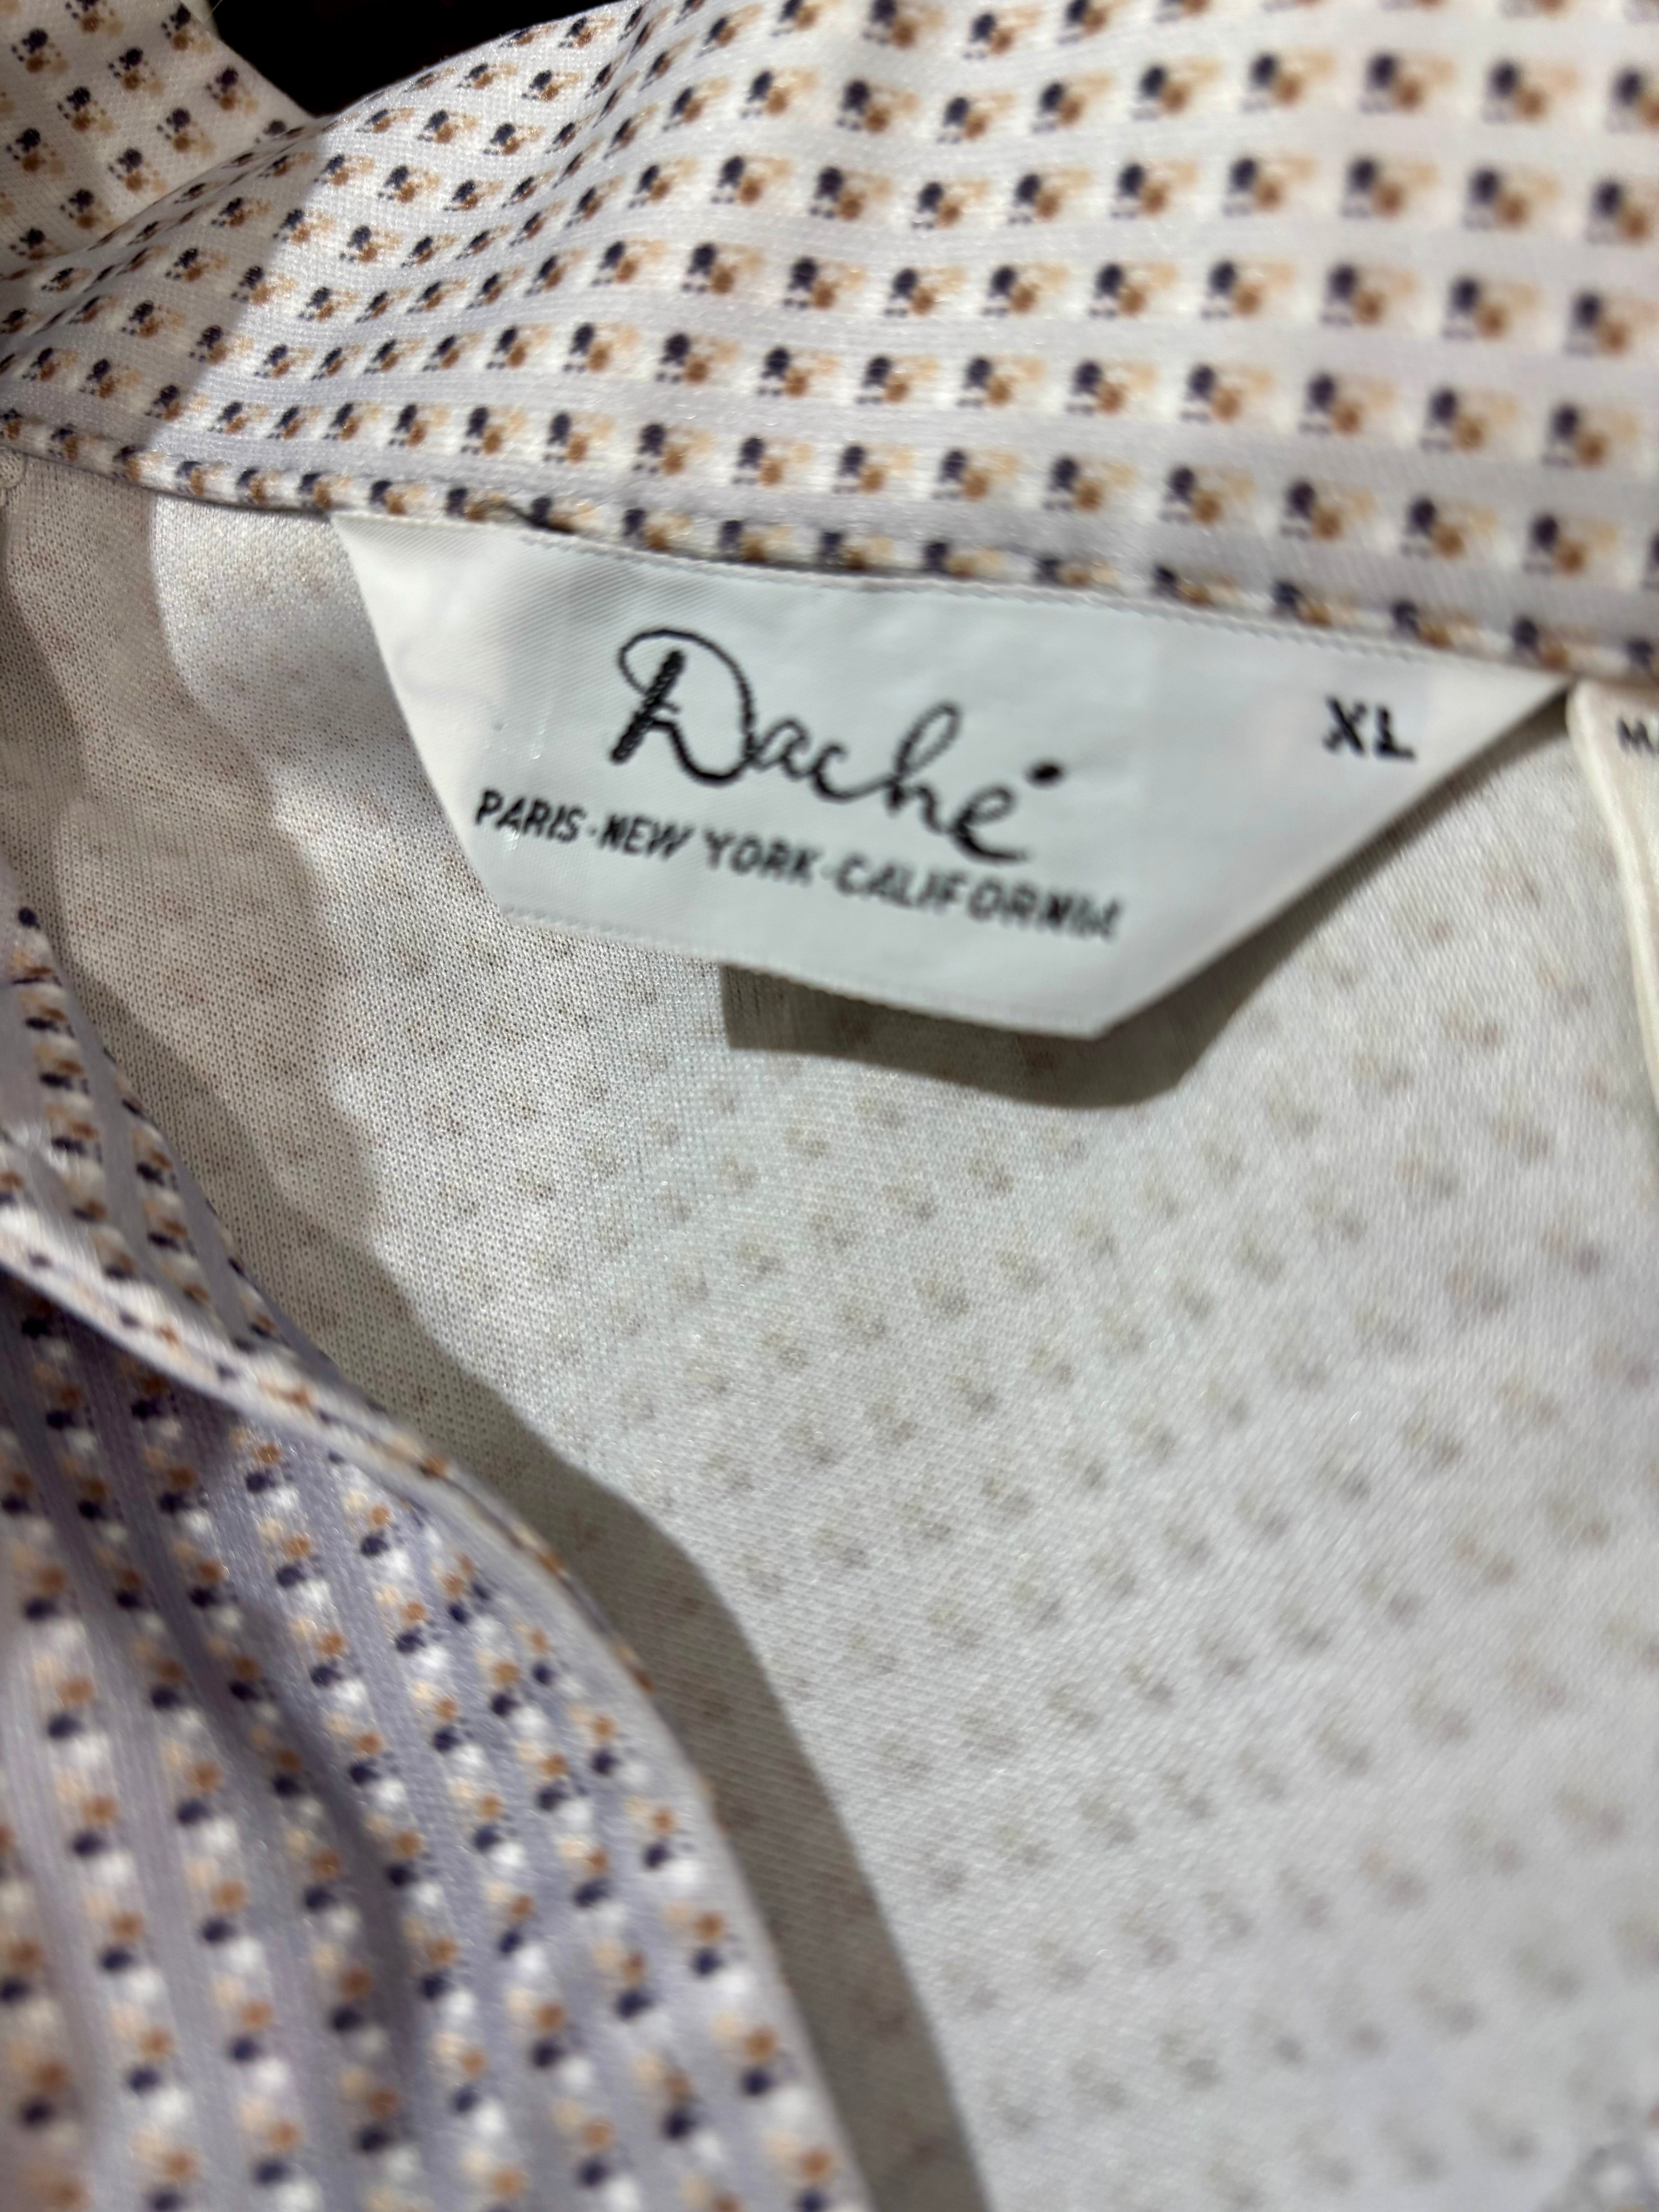 Daché
XL
PARIS·NEW YORK·CALIFORNIA